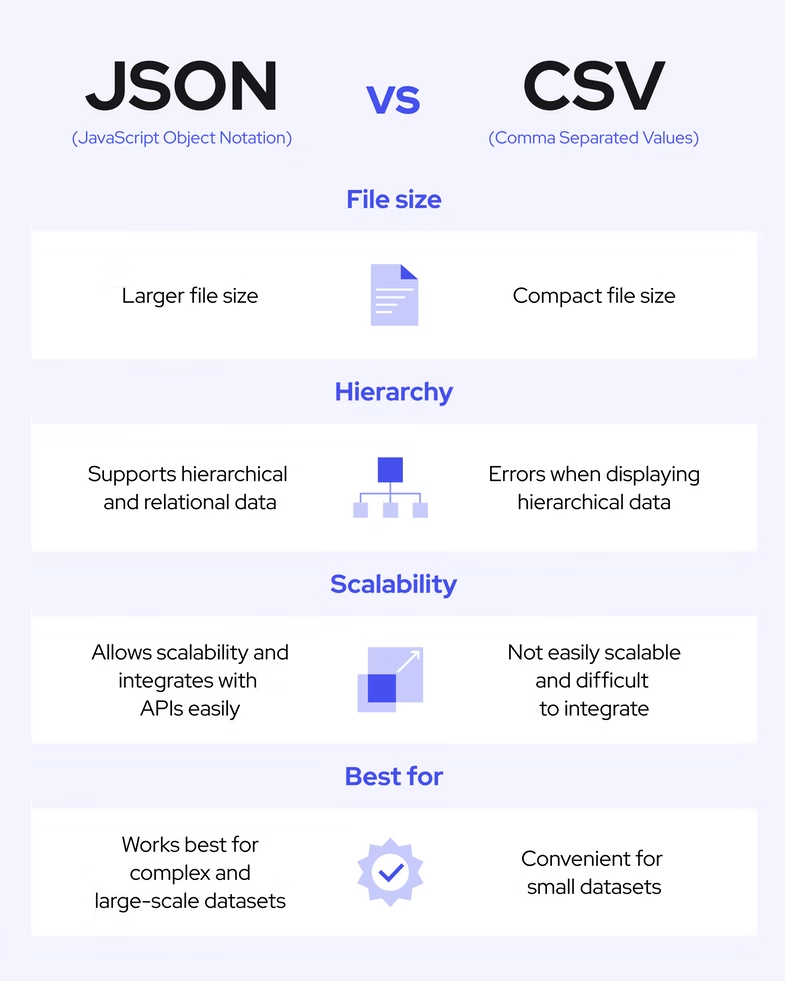 JSON
vs
CSV
(JavaScript Object Notation)
(Comma Separated Values)
File size
Larger file size
Compact file size
Hierarchy
Supports hierarchical
and relational data
Errors when displaying
hierarchical data
Scalability
Allows scalability and
integrates with
APIs easily
Not easily scalable
and difficult
to integrate
Best for
Works best for
complex and
large-scale datasets
Convenient for
small datasets